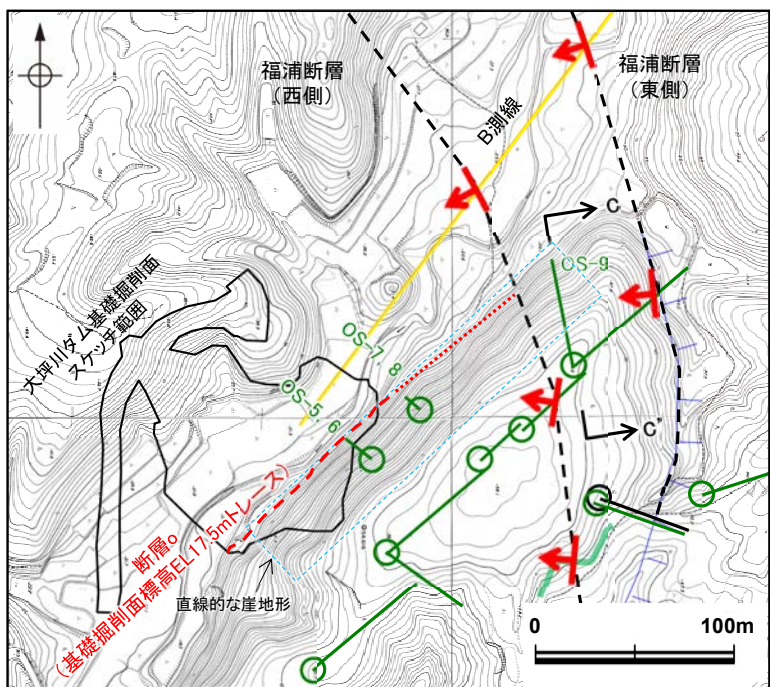 福浦断層
(西側)
福浦断層
(東側)
B測線
C
OS-9
大坪川ダム基礎掘削面
スケッチ範囲
OS-7, 8
OS-5, 6
C'
断層o
(基礎掘削面標高EL17.5mトレース)
直線的な崖地形
0 100m